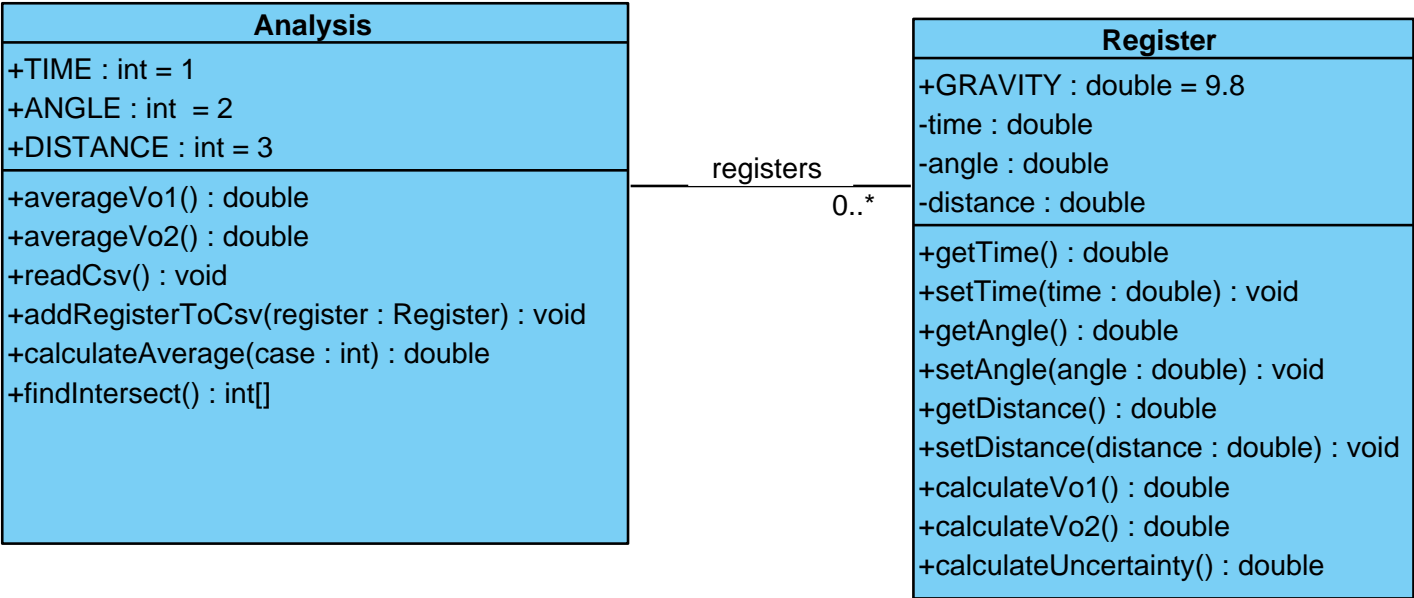 Analysis
+TIME : int = 1
+ANGLE : int  = 2
+DISTANCE : int = 3
+averageVo1() : double
+averageVo2() : double
+readCsv() : void
+addRegisterToCsv(register : Register) : void
+calculateAverage(case : int) : double
+findIntersect() : int[]
registers
0..*
Register
+GRAVITY : double = 9.8
-time : double
-angle : double
-distance : double
+getTime() : double
+setTime(time : double) : void
+getAngle() : double
+setAngle(angle : double) : void
+getDistance() : double
+setDistance(distance : double) : void
+calculateVo1() : double
+calculateVo2() : double
+calculateUncertainty() : double